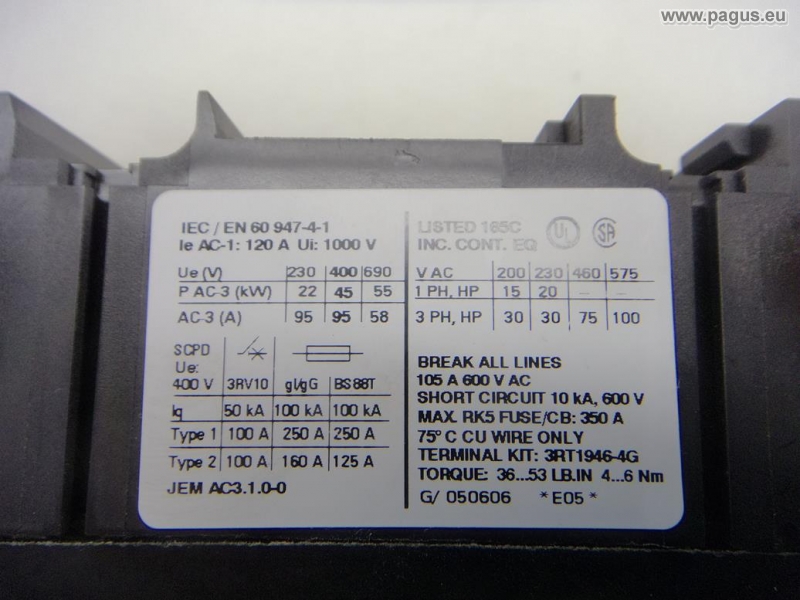 www.pagus.eu
IEC / EN 60 947-4-1
Ie AC-1: 120 A Ui: 1000 V
Ue (V) 230 400 690
P AC-3 (kW) 22 45 55
AC-3 (A) 95 95 58
SCPD
Ue:
400 V 3RV10 gl/gG BS88T
Iq 50 kA 100 kA 100 kA
Type 1 100 A 250 A 250 A
Type 2 100 A 160 A 125 A
JEM AC3.1.0-0
LISTED 165C UL SA
INC. CONT. EQ
V AC 200 230 460 575
1 PH, HP 15 20 – –
3 PH, HP 30 30 75 100
BREAK ALL LINES
105 A 600 V AC
SHORT CIRCUIT 10 kA, 600 V
MAX. RK5 FUSE/CB: 350 A
75° C CU WIRE ONLY
TERMINAL KIT: 3RT1946-4G
TORQUE: 36...53 LB.IN 4...6 Nm
G/ 050606 *E05*